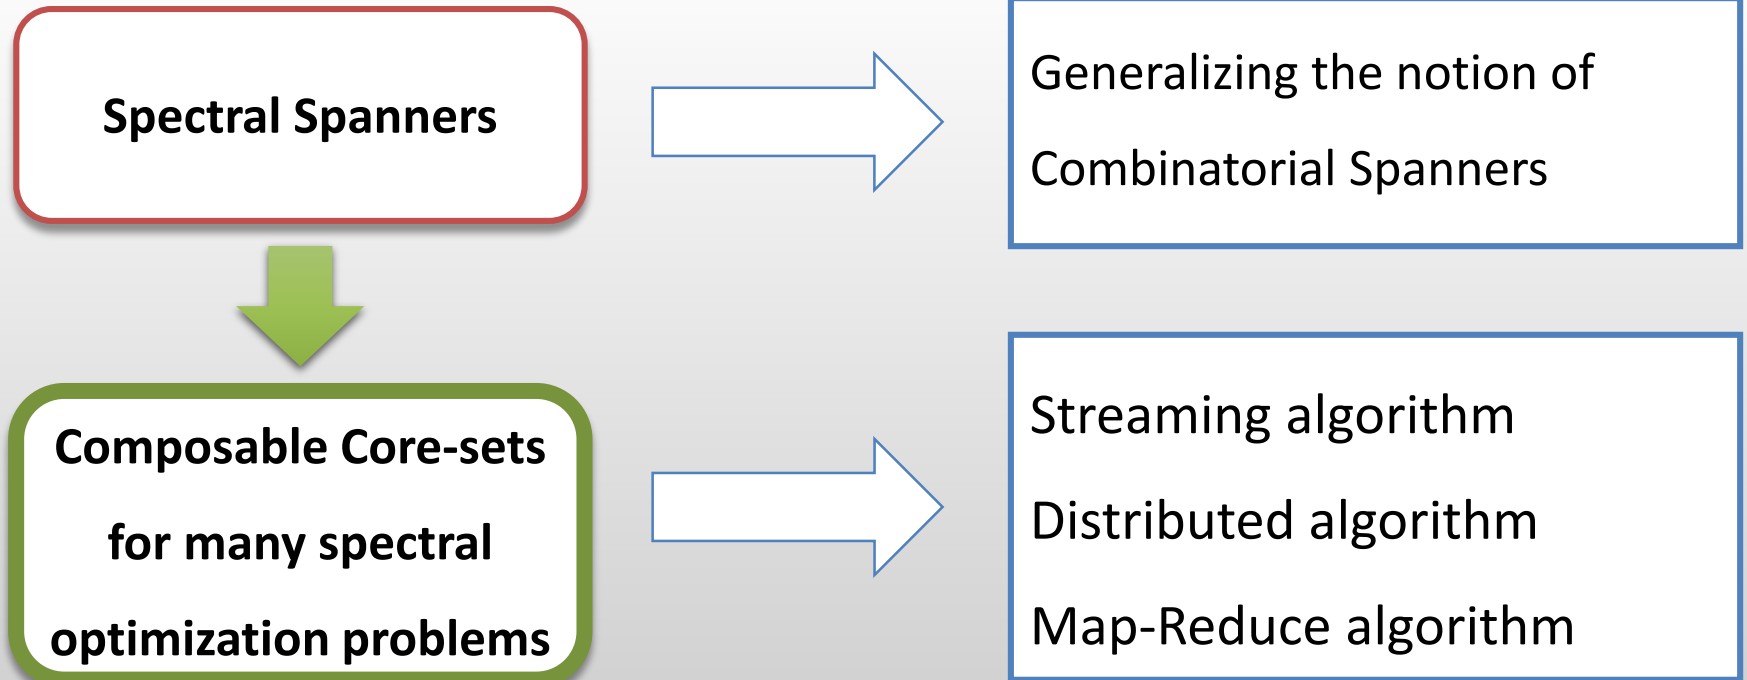 Spectral Spanners
Generalizing the notion of
Combinatorial Spanners
Composable Core-sets
for many spectral
optimization problems
Streaming algorithm
Distributed algorithm
Map-Reduce algorithm